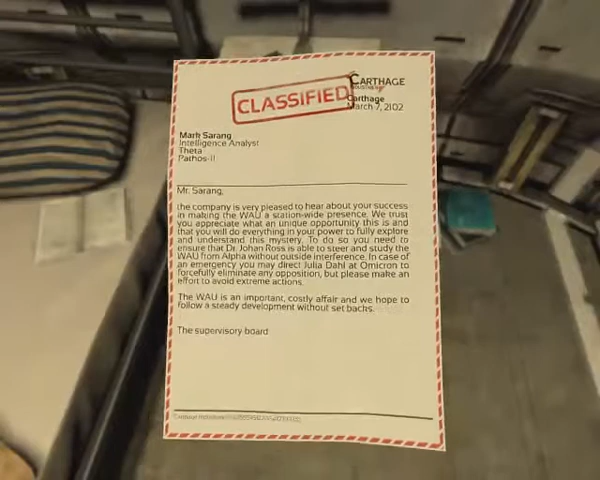 CARTHAGE
INDUSTRIES
CLASSIFIED
Carthage
March 7, 2102
Mark Sarang
Intelligence Analyst
Theta
Pathos-II
Mr. Sarang,
the company is very pleased to hear about your success
in making the WAU a station-wide presence. We trust
you appreciate what an unique opportunity this is and
that you will do everything in your power to fully explore
and understand this mystery. To do so you need to
ensure that Dr. Johan Ross is able to steer and study the
WAU from Alpha without outside interference. In case of
an emergency you may direct Julia Dahl at Omicron to
forcefully eliminate any opposition, but please make an
effort to avoid extreme actions.
The WAU is an important, costly affair and we hope to
follow a steady development without set bachs.
The supervisory board